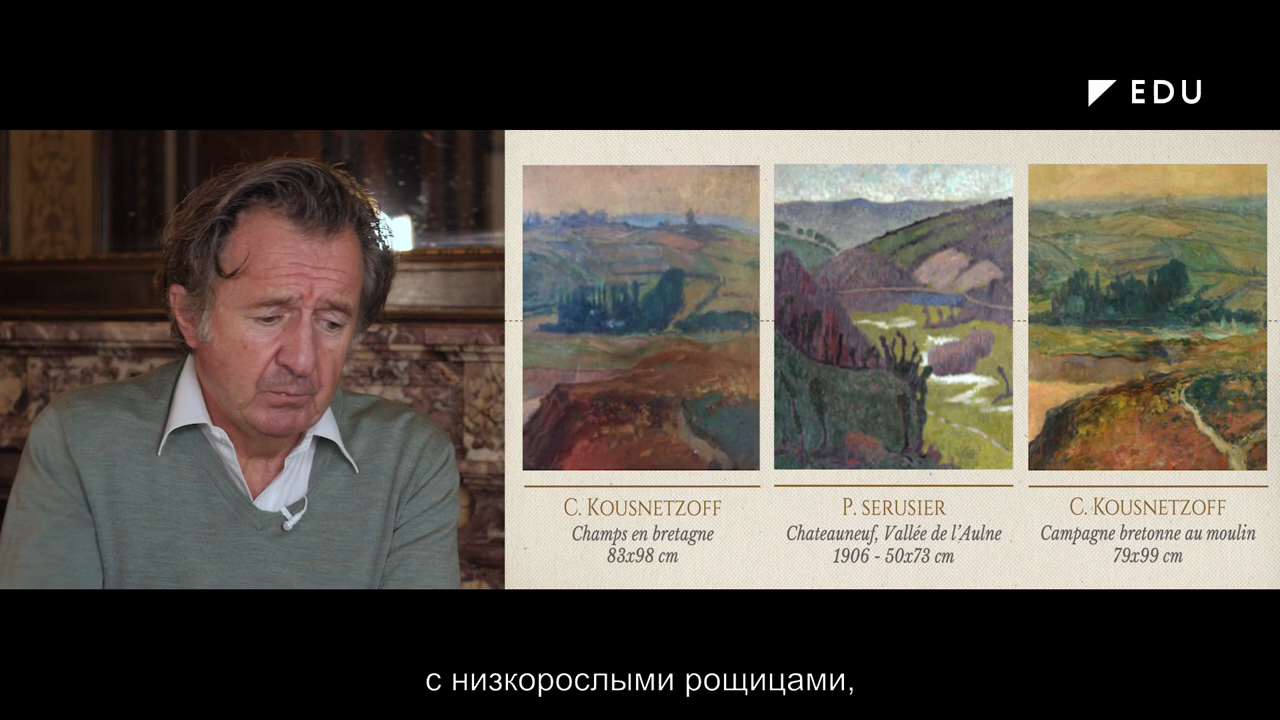 EDU
C. KOUSNETZOFF
Champs en bretagne
83x98 cm
P. SERUSIER
Chateauneuf, Vallée de l'Aulne
1906 - 50x73 cm
C. KOUSNETZOFF
Campagne bretonne au moulin
79x99 cm
с низкорослыми рощицами,